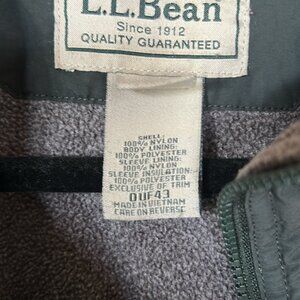 L.L.Bean
Since 1912
QUALITY GUARANTEED
SHELL:
100% NYLON
BODY LINING:
100% POLYESTER
SLEEVE LINING:
100% NYLON
SLEEVE INSULATION:
100% POLYESTER
EXCLUSIVE OF TRIM
OUF43
MADE IN VIETNAM
CARE ON REVERSE